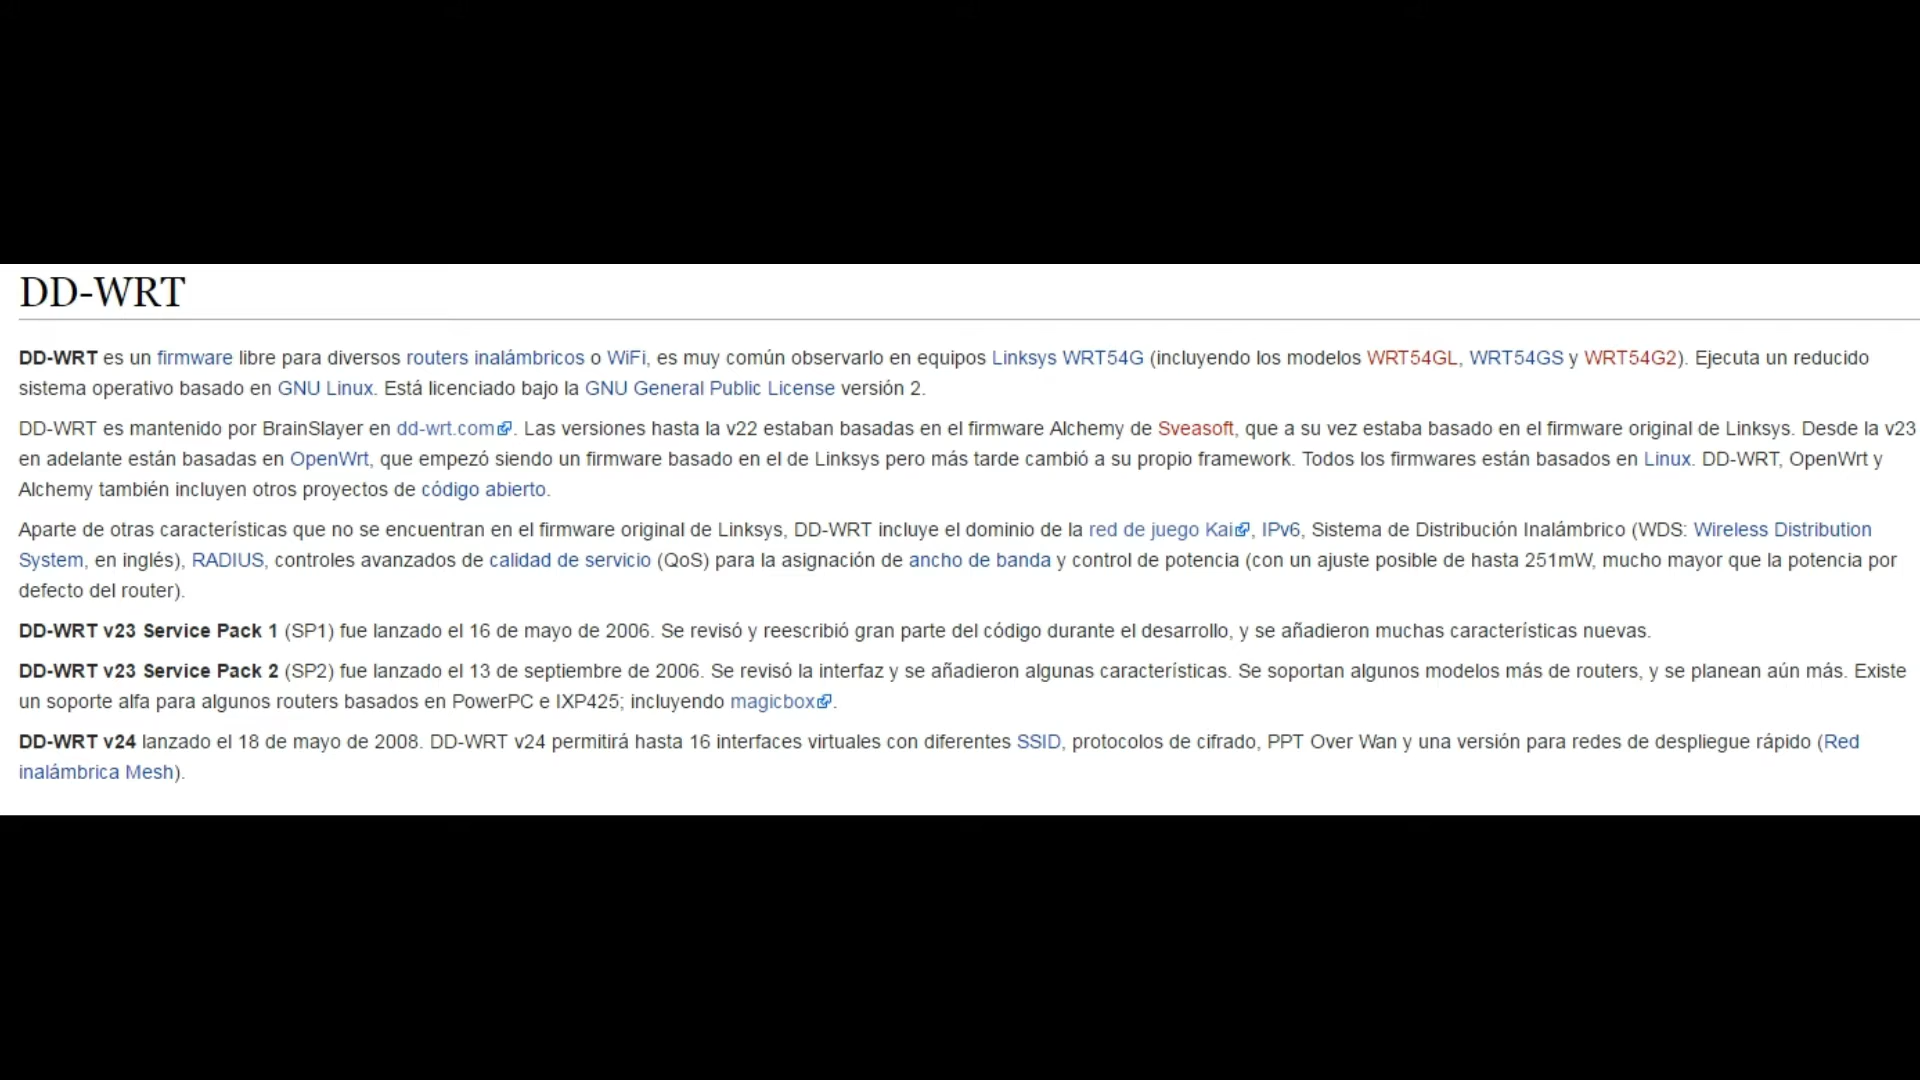 DD-WRT
DD-WRT es un firmware libre para diversos routers inalámbricos o WiFi, es muy común observarlo en equipos Linksys WRT54G (incluyendo los modelos WRT54GL, WRT54GS y WRT54G2). Ejecuta un reducido
sistema operativo basado en GNU Linux. Está licenciado bajo la GNU General Public License versión 2.
DD-WRT es mantenido por BrainSlayer en dd-wrt.com. Las versiones hasta la v22 estaban basadas en el firmware Alchemy de Sveasoft, que a su vez estaba basado en el firmware original de Linksys. Desde la v23
en adelante están basadas en OpenWrt, que empezó siendo un firmware basado en el de Linksys pero más tarde cambió a su propio framework. Todos los firmwares están basados en Linux. DD-WRT, OpenWrt y
Alchemy también incluyen otros proyectos de código abierto.
Aparte de otras características que no se encuentran en el firmware original de Linksys, DD-WRT incluye el dominio de la red de juego Kai, IPv6, Sistema de Distribución Inalámbrico (WDS: Wireless Distribution
System, en inglés), RADIUS, controles avanzados de calidad de servicio (QoS) para la asignación de ancho de banda y control de potencia (con un ajuste posible de hasta 251mW, mucho mayor que la potencia por
defecto del router).
DD-WRT v23 Service Pack 1 (SP1) fue lanzado el 16 de mayo de 2006. Se revisó y reescribió gran parte del código durante el desarrollo, y se añadieron muchas características nuevas.
DD-WRT v23 Service Pack 2 (SP2) fue lanzado el 13 de septiembre de 2006. Se revisó la interfaz y se añadieron algunas características. Se soportan algunos modelos más de routers, y se planean aún más. Existe
un soporte alfa para algunos routers basados en PowerPC e IXP425; incluyendo magicbox.
DD-WRT v24 lanzado el 18 de mayo de 2008. DD-WRT v24 permitirá hasta 16 interfaces virtuales con diferentes SSID, protocolos de cifrado, PPT Over Wan y una versión para redes de despliegue rápido (Red
inalámbrica Mesh).